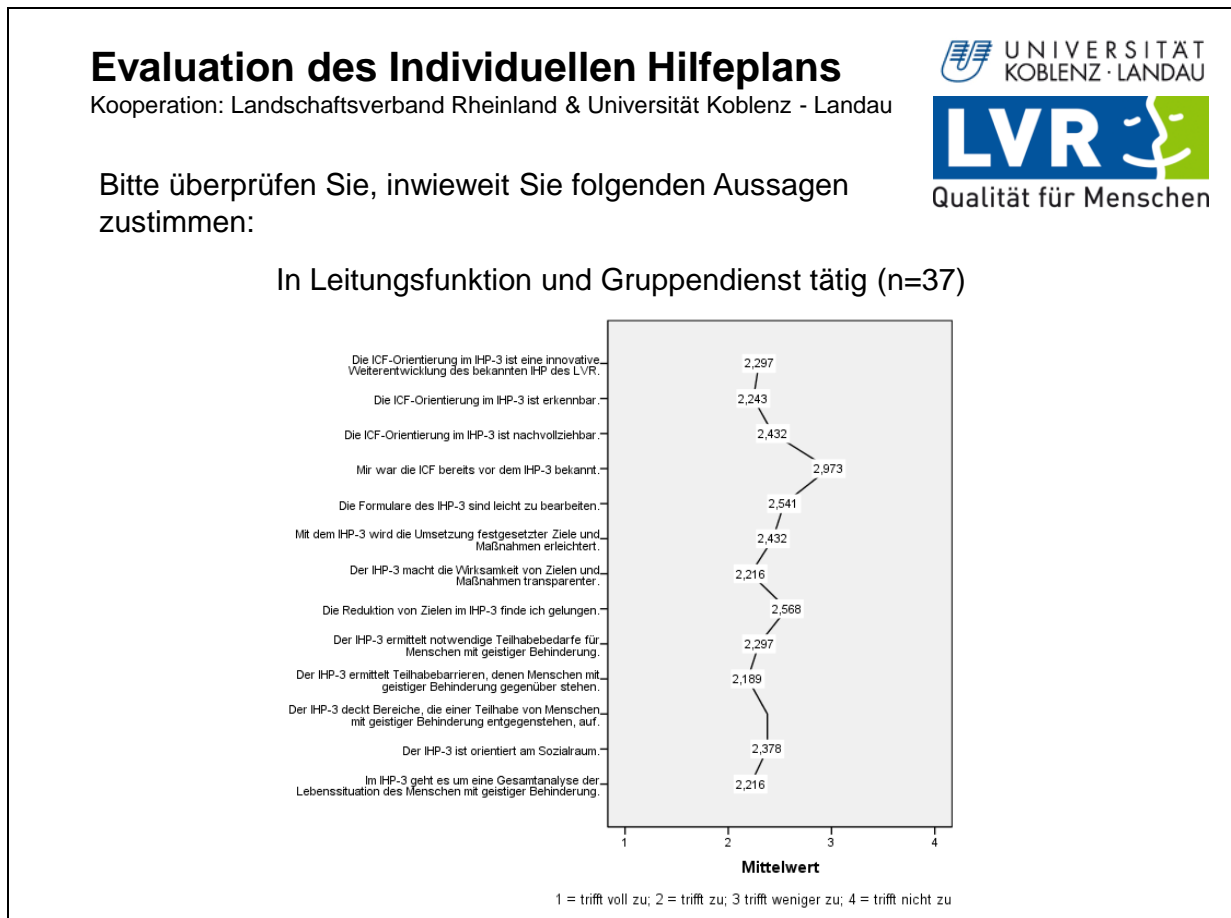 Evaluation des Individuellen Hilfeplans
Kooperation: Landschaftsverband Rheinland & Universität Koblenz - Landau
UNIVERSITÄT
KOBLENZ · LANDAU
LVR
Qualität für Menschen
Bitte überprüfen Sie, inwieweit Sie folgenden Aussagen
zustimmen:
In Leitungsfunktion und Gruppendienst tätig (n=37)
Die ICF-Orientierung im IHP-3 ist eine innovative
Weiterentwicklung des bekannten IHP des LVR.
2,297
Die ICF-Orientierung im IHP-3 ist erkennbar.
2,243
Die ICF-Orientierung im IHP-3 ist nachvollziehbar.
2,432
Mir war die ICF bereits vor dem IHP-3 bekannt.
2,973
Die Formulare des IHP-3 sind leicht zu bearbeiten.
2,541
Mit dem IHP-3 wird die Umsetzung festgesetzter Ziele und
Maßnahmen erleichtert.
2,432
Der IHP-3 macht die Wirksamkeit von Zielen und
Maßnahmen transparenter.
2,216
Die Reduktion von Zielen im IHP-3 finde ich gelungen.
2,568
Der IHP-3 ermittelt notwendige Teilhabebedarfe für
Menschen mit geistiger Behinderung.
2,297
Der IHP-3 ermittelt Teilhabebarrieren, denen Menschen mit
geistiger Behinderung gegenüber stehen.
2,189
Der IHP-3 deckt Bereiche, die einer Teilhabe von Menschen
mit geistiger Behinderung entgegenstehen, auf.
Der IHP-3 ist orientiert am Sozialraum.
2,378
Im IHP-3 geht es um eine Gesamtanalyse der
Lebenssituation des Menschen mit geistiger Behinderung.
2,216
1 2 3 4
Mittelwert
1 = trifft voll zu; 2 = trifft zu; 3 trifft weniger zu; 4 = trifft nicht zu